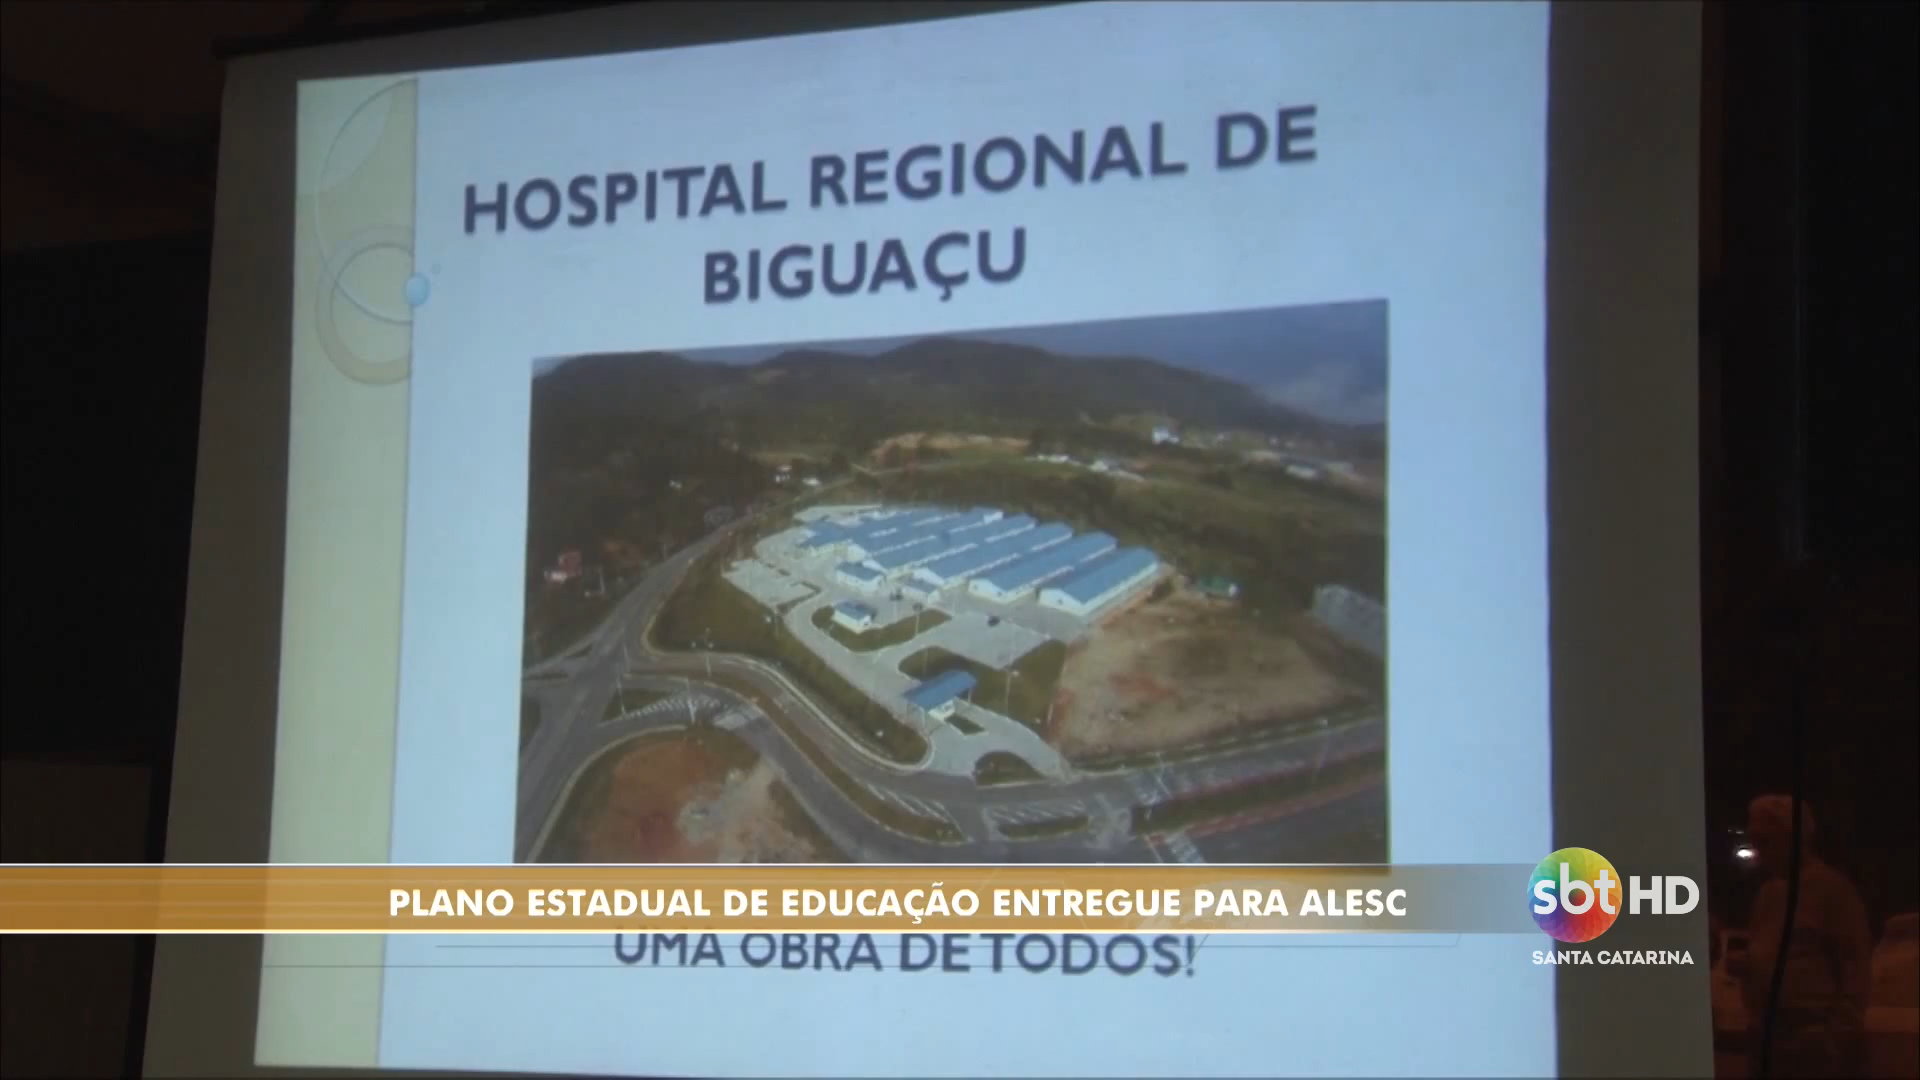 HOSPITAL REGIONAL DE
BIGUAÇU
PLANO ESTADUAL DE EDUCAÇÃO ENTREGUE PARA ALESC
sbt HD
SANTA CATARINA
UMA OBRA DE TODOS!